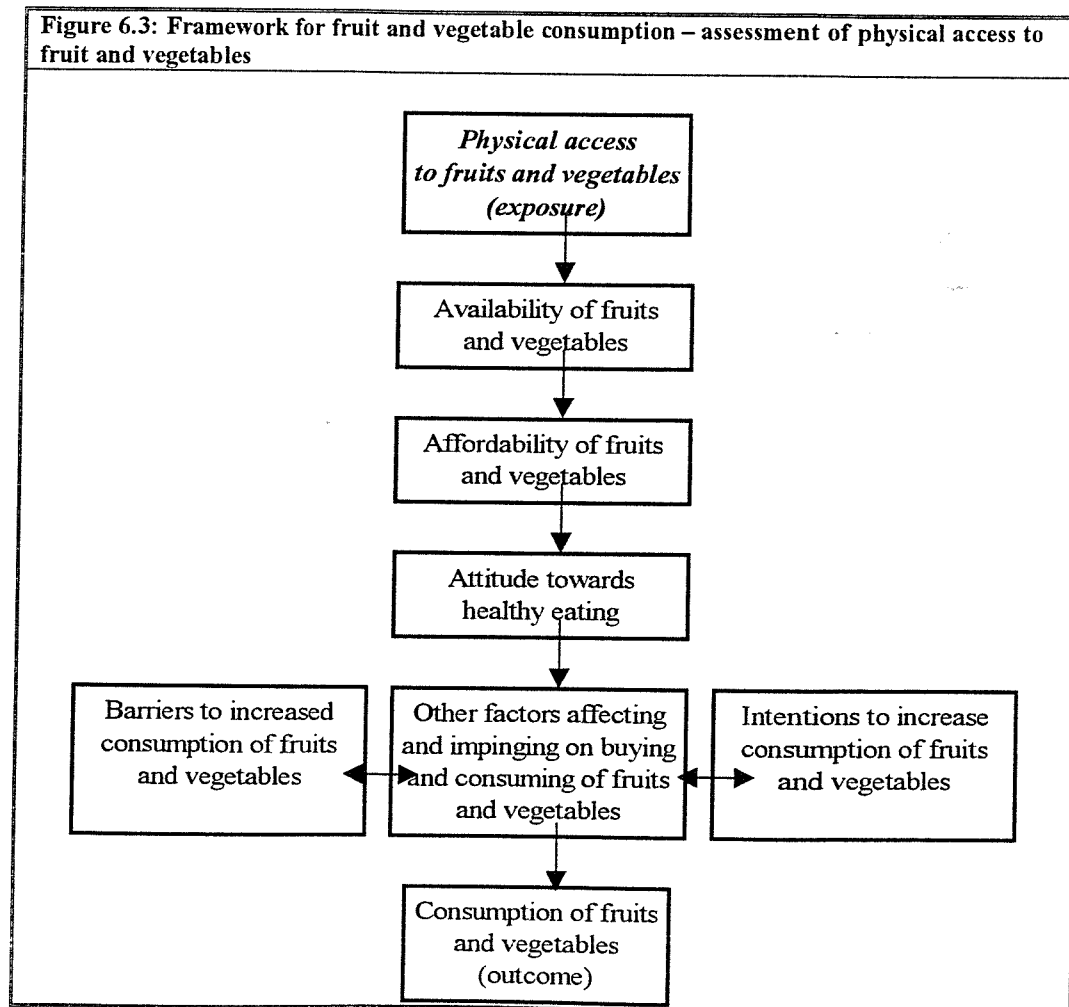 Figure 6.3: Framework for fruit and vegetable consumption – assessment of physical access to
fruit and vegetables
Physical access
to fruits and vegetables
(exposure)
Availability of fruits
and vegetables
Affordability of fruits
and vegetables
Attitude towards
healthy eating
Barriers to increased
consumption of fruits
and vegetables
Other factors affecting
and impinging on buying
and consuming of fruits
and vegetables
Intentions to increase
consumption of fruits
and vegetables
Consumption of fruits
and vegetables
(outcome)